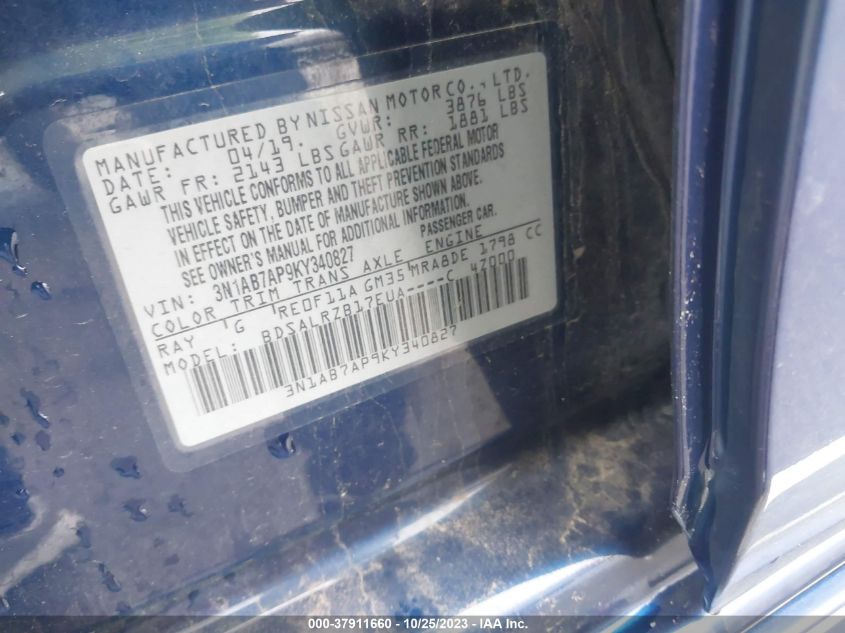 MANUFACTURED BY NISSAN MOTOR CO., LTD.
DATE: 04/19. GVWR: 3876 LBS
GAWR FR: 2143 LBS GAWR RR: 1881 LBS
THIS VEHICLE CONFORMS TO ALL APPLICABLE FEDERAL MOTOR
VEHICLE SAFETY, BUMPER AND THEFT PREVENTION STANDARDS
IN EFFECT ON THE DATE OF MANUFACTURE SHOWN ABOVE.
SEE OWNER'S MANUAL FOR ADDITIONAL INFORMATION.
VIN: 3N1AB7AP9KY340827 PASSENGER CAR.
COLOR TRIM TRANS AXLE ENGINE
RAY G RE0F11A GM35 MRA8DE 1798 CC
MODEL: BDSALRZB17EUA----C 4Z000
3N1AB7AP9KY340827
000-37911660 - 10/25/2023 - IAA Inc.